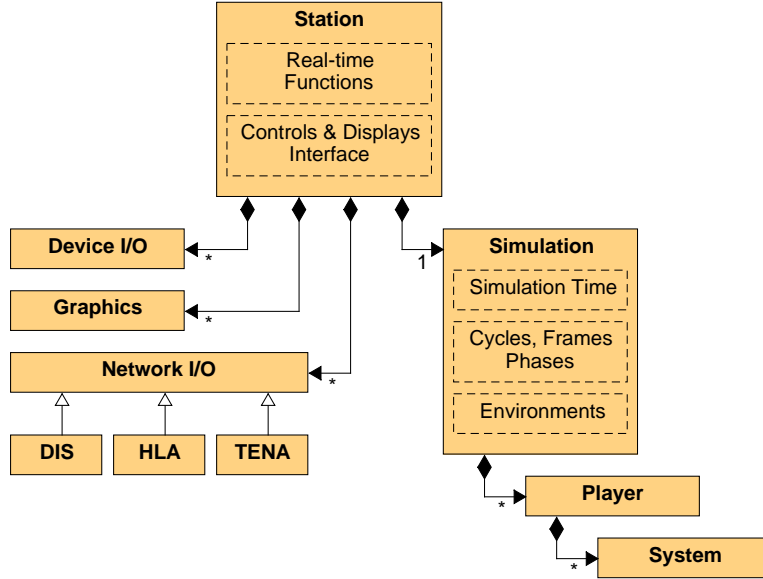 Station
Real-time
Functions
Controls & Displays
Interface
Device I/O
*
Graphics
*
Network I/O
*
DIS
HLA
TENA
1
Simulation
Simulation Time
Cycles, Frames
Phases
Environments
*
Player
*
System